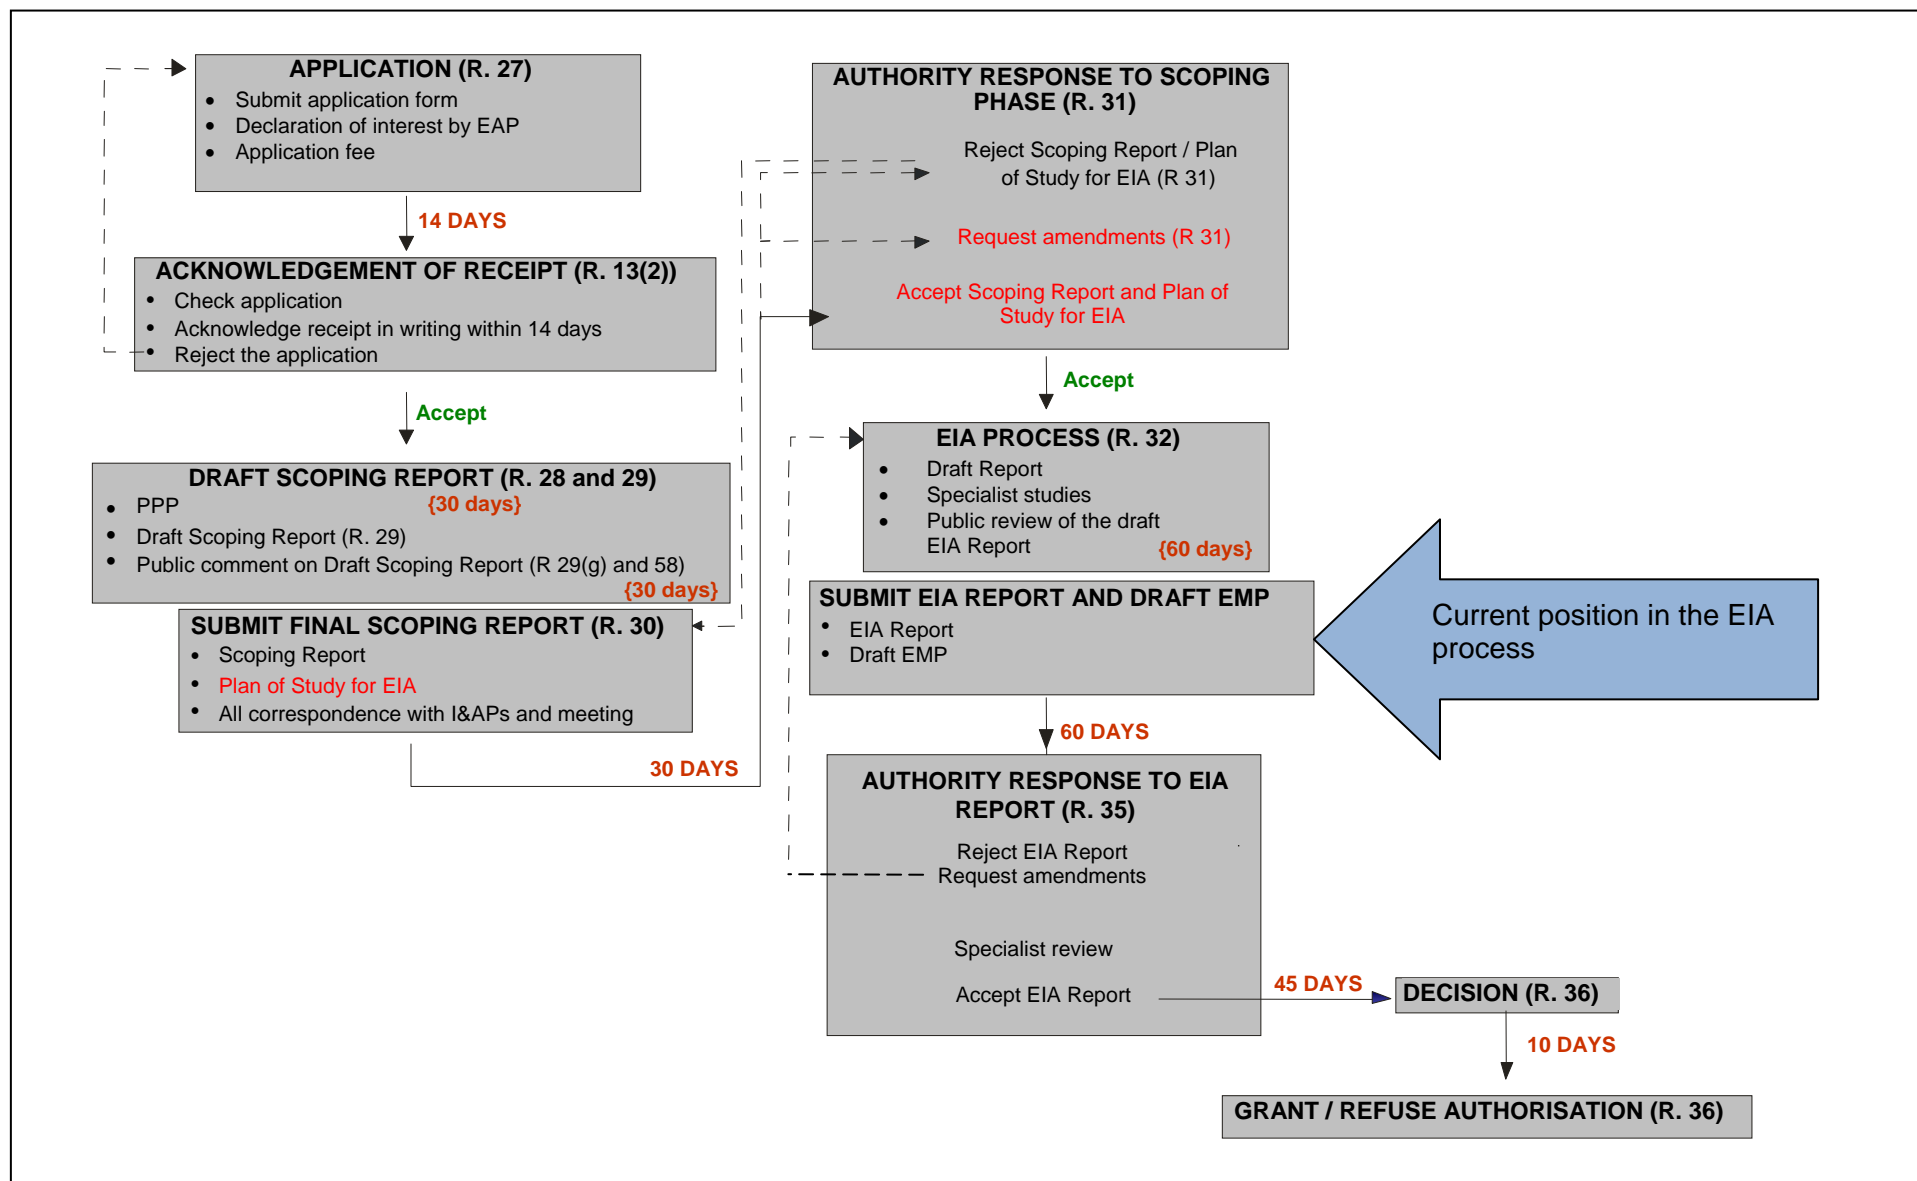 APPLICATION (R. 27)
• Submit application form
• Declaration of interest by EAP
• Application fee
14 DAYS
ACKNOWLEDGEMENT OF RECEIPT (R. 13(2))
• Check application
• Acknowledge receipt in writing within 14 days
• Reject the application
Accept
DRAFT SCOPING REPORT (R. 28 and 29)
• PPP {30 days}
• Draft Scoping Report (R. 29)
• Public comment on Draft Scoping Report (R 29(g) and 58)
{30 days}
SUBMIT FINAL SCOPING REPORT (R. 30)
• Scoping Report
• Plan of Study for EIA
• All correspondence with I&APs and meeting
30 DAYS
AUTHORITY RESPONSE TO SCOPING
PHASE (R. 31)
Reject Scoping Report / Plan
of Study for EIA (R 31)
Request amendments (R 31)
Accept Scoping Report and Plan of
Study for EIA
Accept
EIA PROCESS (R. 32)
• Draft Report
• Specialist studies
• Public review of the draft
EIA Report {60 days}
SUBMIT EIA REPORT AND DRAFT EMP
• EIA Report
• Draft EMP
Current position in the EIA
process
60 DAYS
AUTHORITY RESPONSE TO EIA
REPORT (R. 35)
Reject EIA Report
Request amendments
Specialist review
Accept EIA Report
45 DAYS
DECISION (R. 36)
10 DAYS
GRANT / REFUSE AUTHORISATION (R. 36)